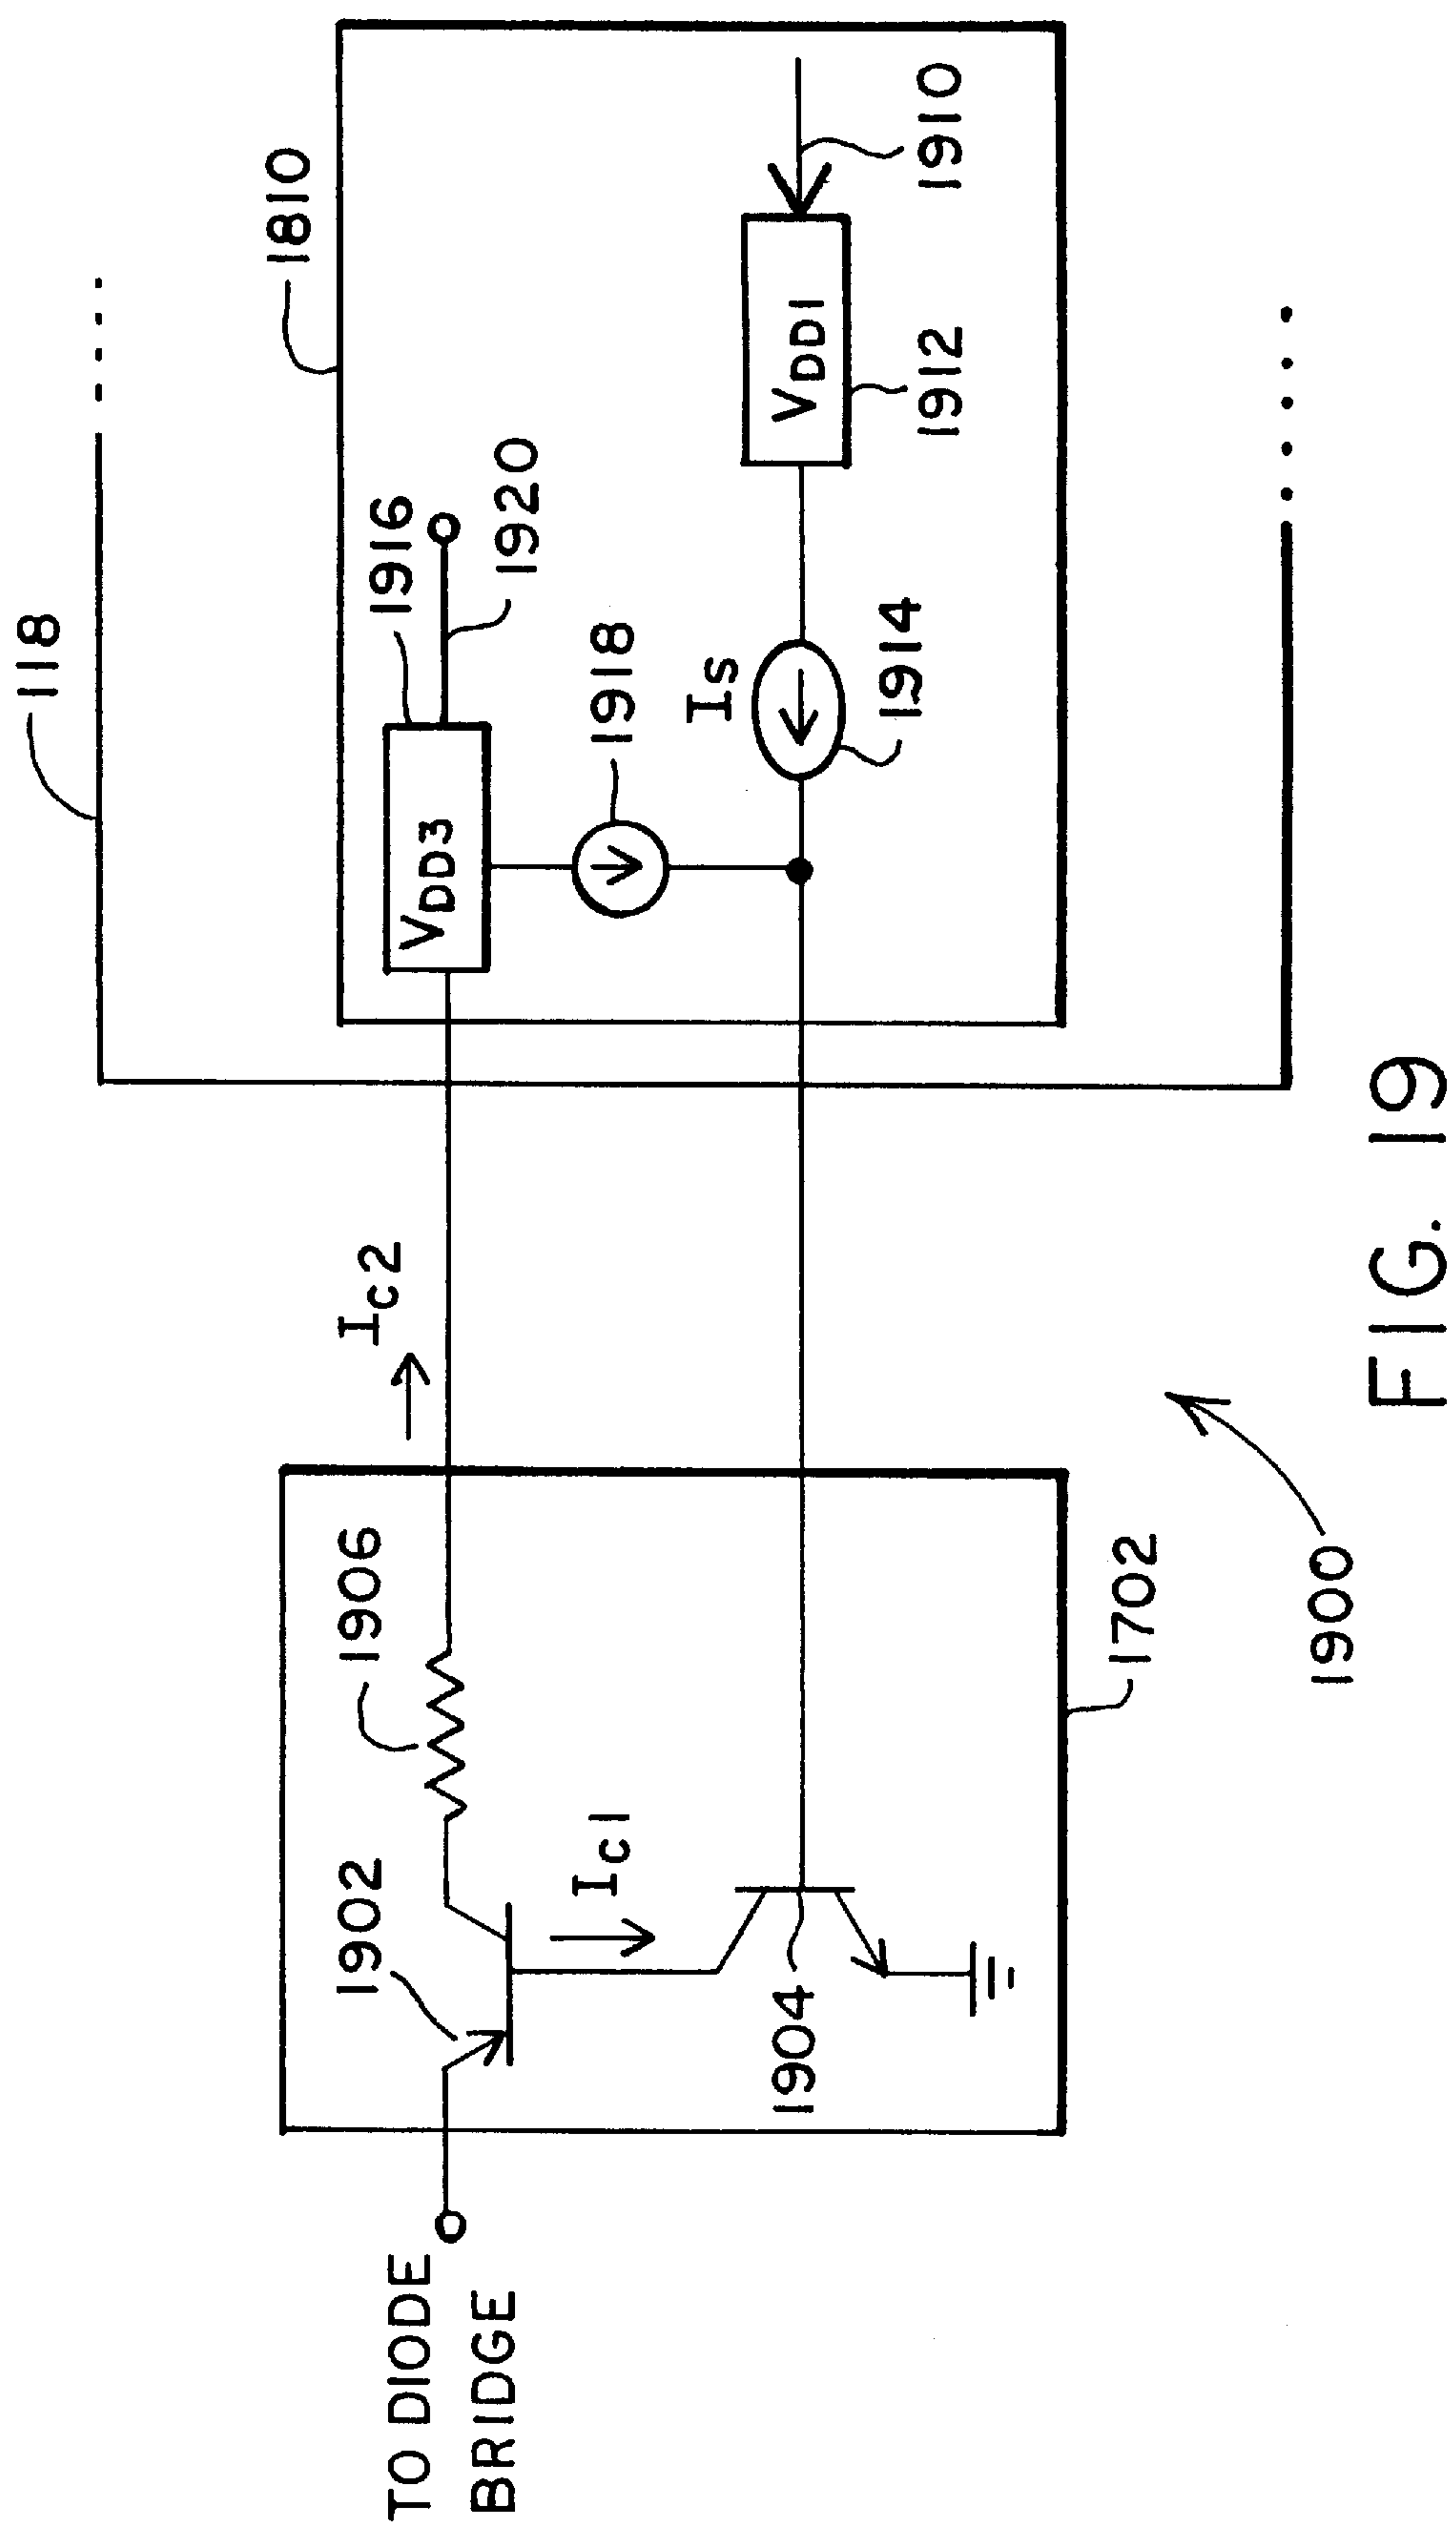 118
1810
1916
1920
VDD3
1918
IS
1914
VDD1
1912
1910
Ic2
1906
1902
Ic1
1904
1702
1900
TO DIODE
BRIDGE
FIG. 19